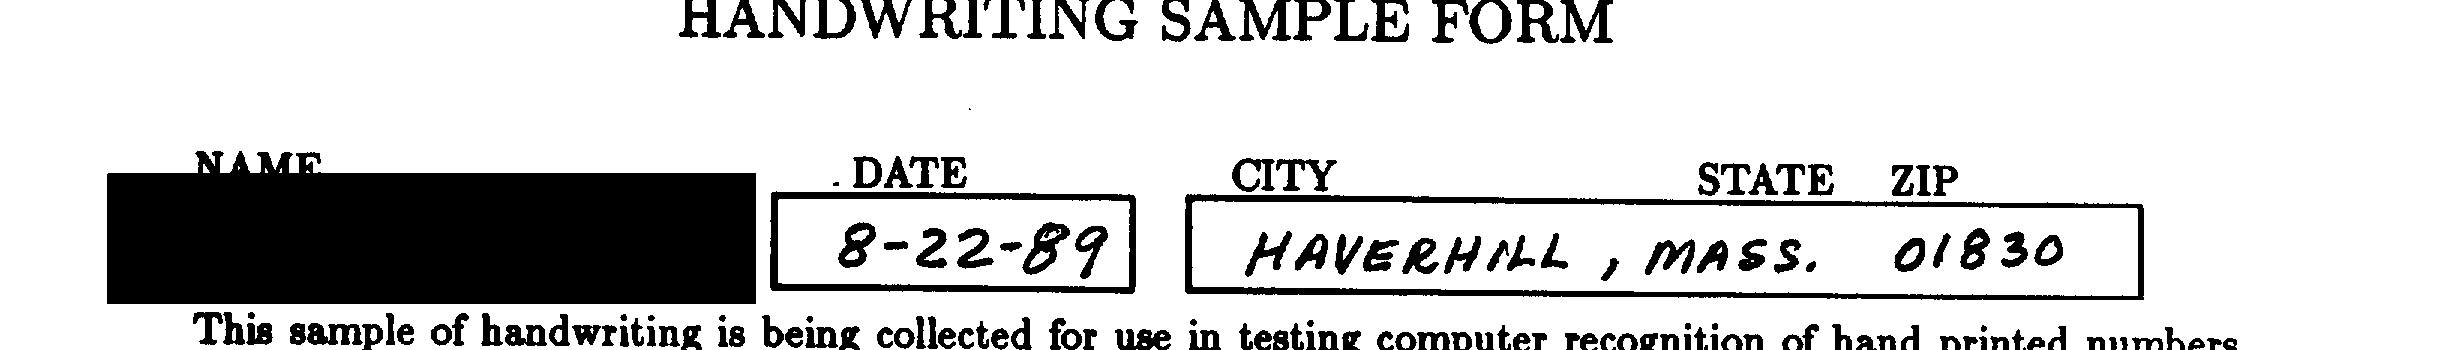 HANDWRITING SAMPLE FORM
NAME DATE CITY STATE ZIP
8-22-89 HAVERHILL, MASS. 01830
This sample of handwriting is being collected for use in testing computer recognition of hand printed numbers